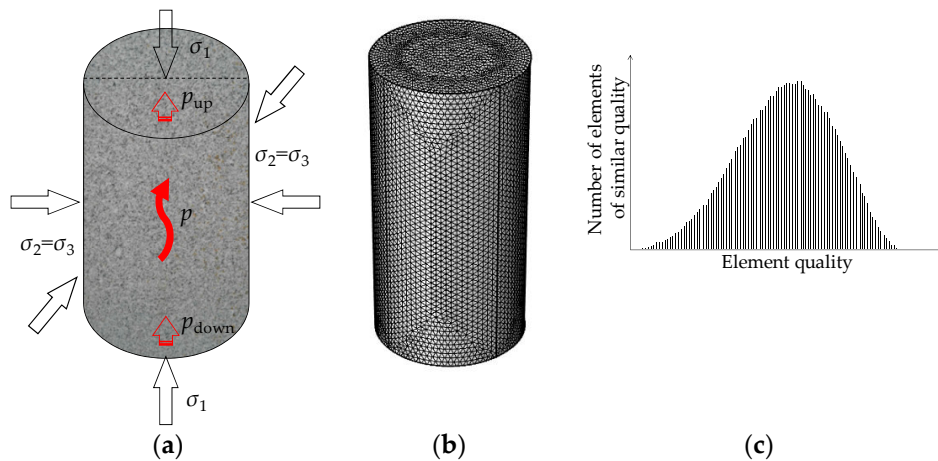 σ1
pup
σ2=σ3
p
σ2=σ3
pdown
σ1
Number of elements
of similar quality
Element quality
(a)
(b)
(c)